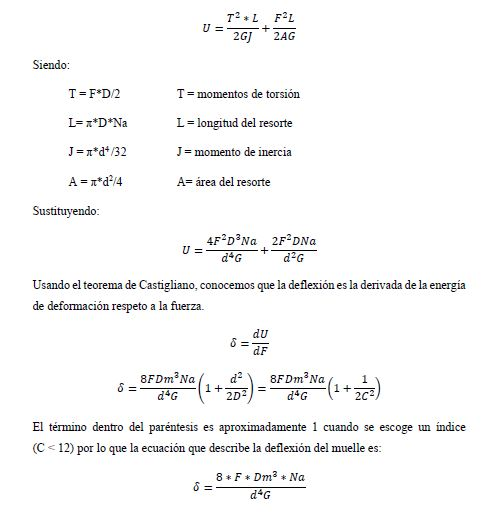 U = T² * L / 2GJ + F²L / 2AG
Siendo:
T = F*D/2 T = momentos de torsión
L= π*D*Na L = longitud del resorte
J = π*d⁴/32 J = momento de inercia
A = π*d²/4 A= área del resorte
Sustituyendo:
U = 4F²D³Na / d⁴G + 2F²DNa / d²G
Usando el teorema de Castigliano, conocemos que la deflexión es la derivada de la energía
de deformación respeto a la fuerza.
δ = dU / dF
δ = 8FDm³Na / d⁴G (1 + d² / 2D²) = 8FDm³Na / d⁴G (1 + 1 / 2C²)
El término dentro del paréntesis es aproximadamente 1 cuando se escoge un índice
(C < 12) por lo que la ecuación que describe la deflexión del muelle es:
δ = 8 * F * Dm³ * Na / d⁴G